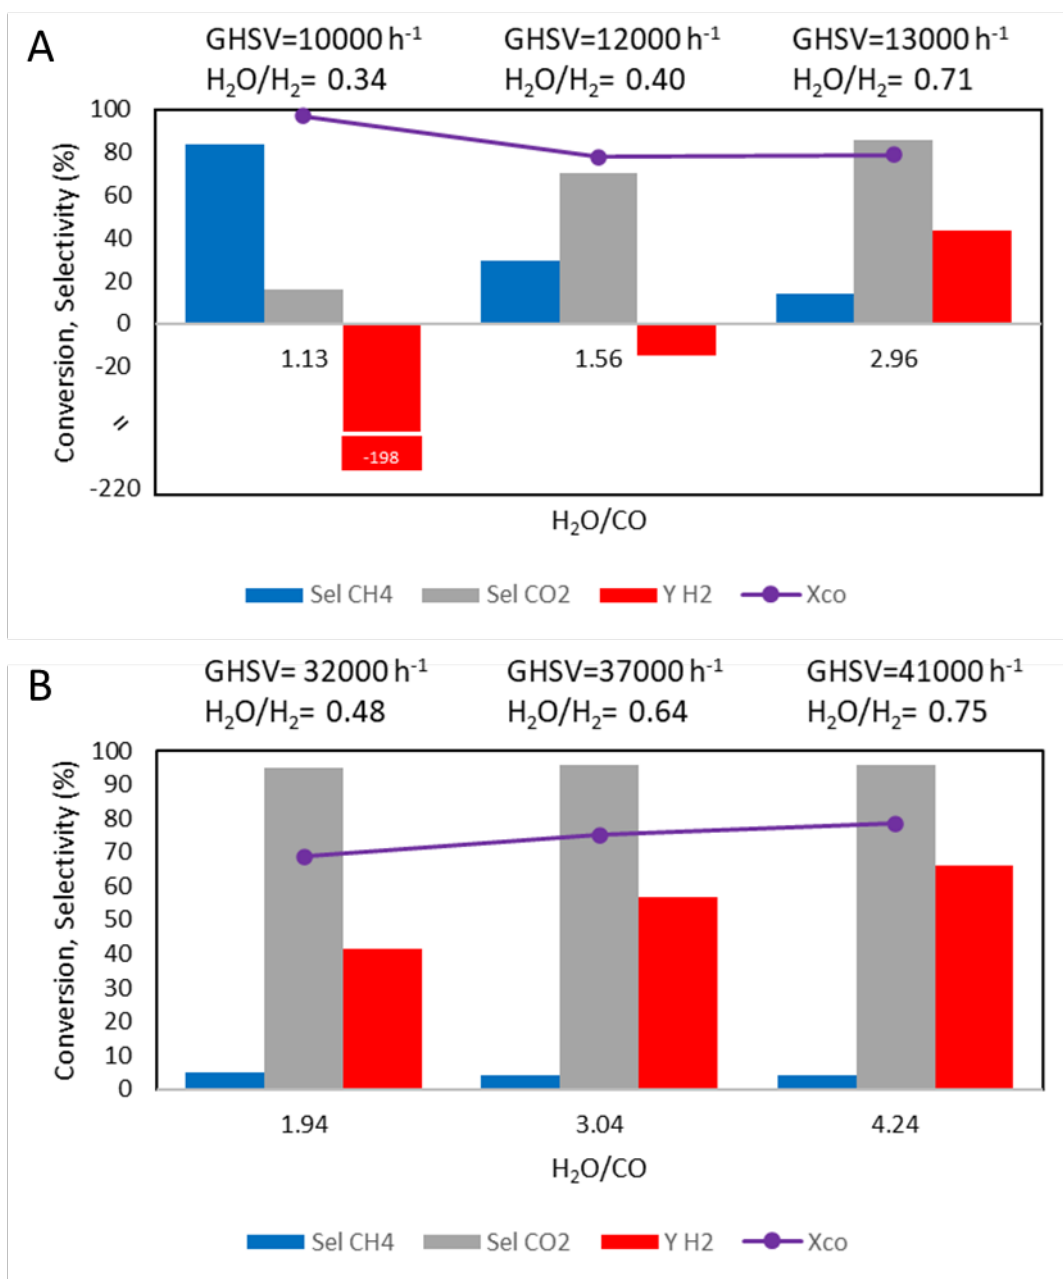 A
GHSV=10000 h⁻¹ GHSV=12000 h⁻¹ GHSV=13000 h⁻¹
H₂O/H₂= 0.34 H₂O/H₂= 0.40 H₂O/H₂= 0.71
Conversion, Selectivity (%)
100
80
60
40
20
0
1.13 1.56 2.96
-20
//
-198
-220
H₂O/CO
Sel CH4 Sel CO2 Y H2 Xco
B
GHSV= 32000 h⁻¹ GHSV=37000 h⁻¹ GHSV=41000 h⁻¹
H₂O/H₂= 0.48 H₂O/H₂= 0.64 H₂O/H₂= 0.75
Conversion, Selectivity (%)
100
90
80
70
60
50
40
30
20
10
0
1.94 3.04 4.24
H₂O/CO
Sel CH4 Sel CO2 Y H2 Xco